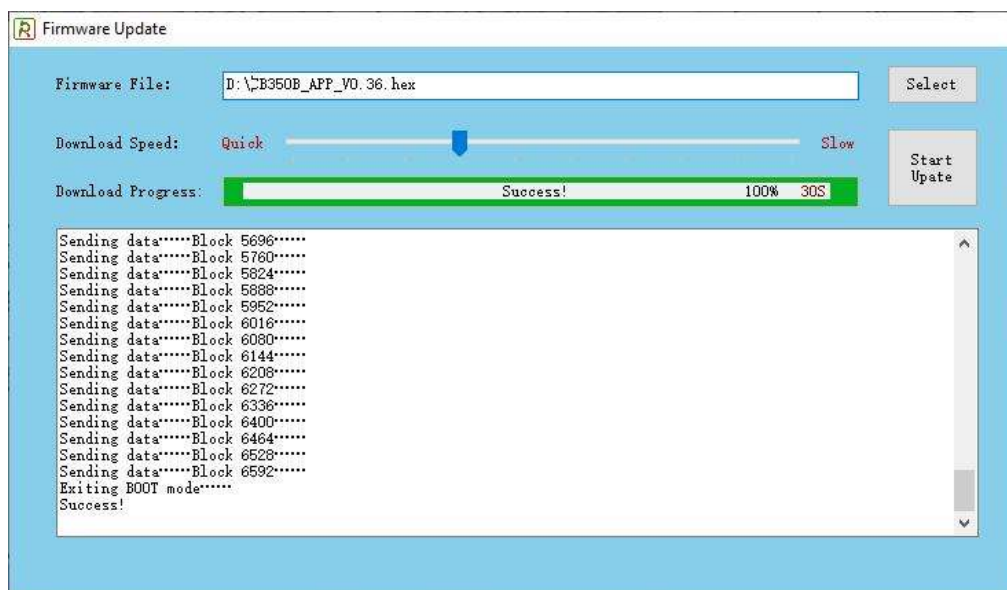 Firmware Update
Firmware File: D:\JB350B_APP_V0.36.hex Select
Download Speed: Quick Slow
Start
Upate
Download Progress: Success! 100% 30S
Sending data······Block 5696······
Sending data······Block 5760······
Sending data······Block 5824······
Sending data······Block 5888······
Sending data······Block 5952······
Sending data······Block 6016······
Sending data······Block 6080······
Sending data······Block 6144······
Sending data······Block 6208······
Sending data······Block 6272······
Sending data······Block 6336······
Sending data······Block 6400······
Sending data······Block 6464······
Sending data······Block 6528······
Sending data······Block 6592······
Exiting BOOT mode······
Success!